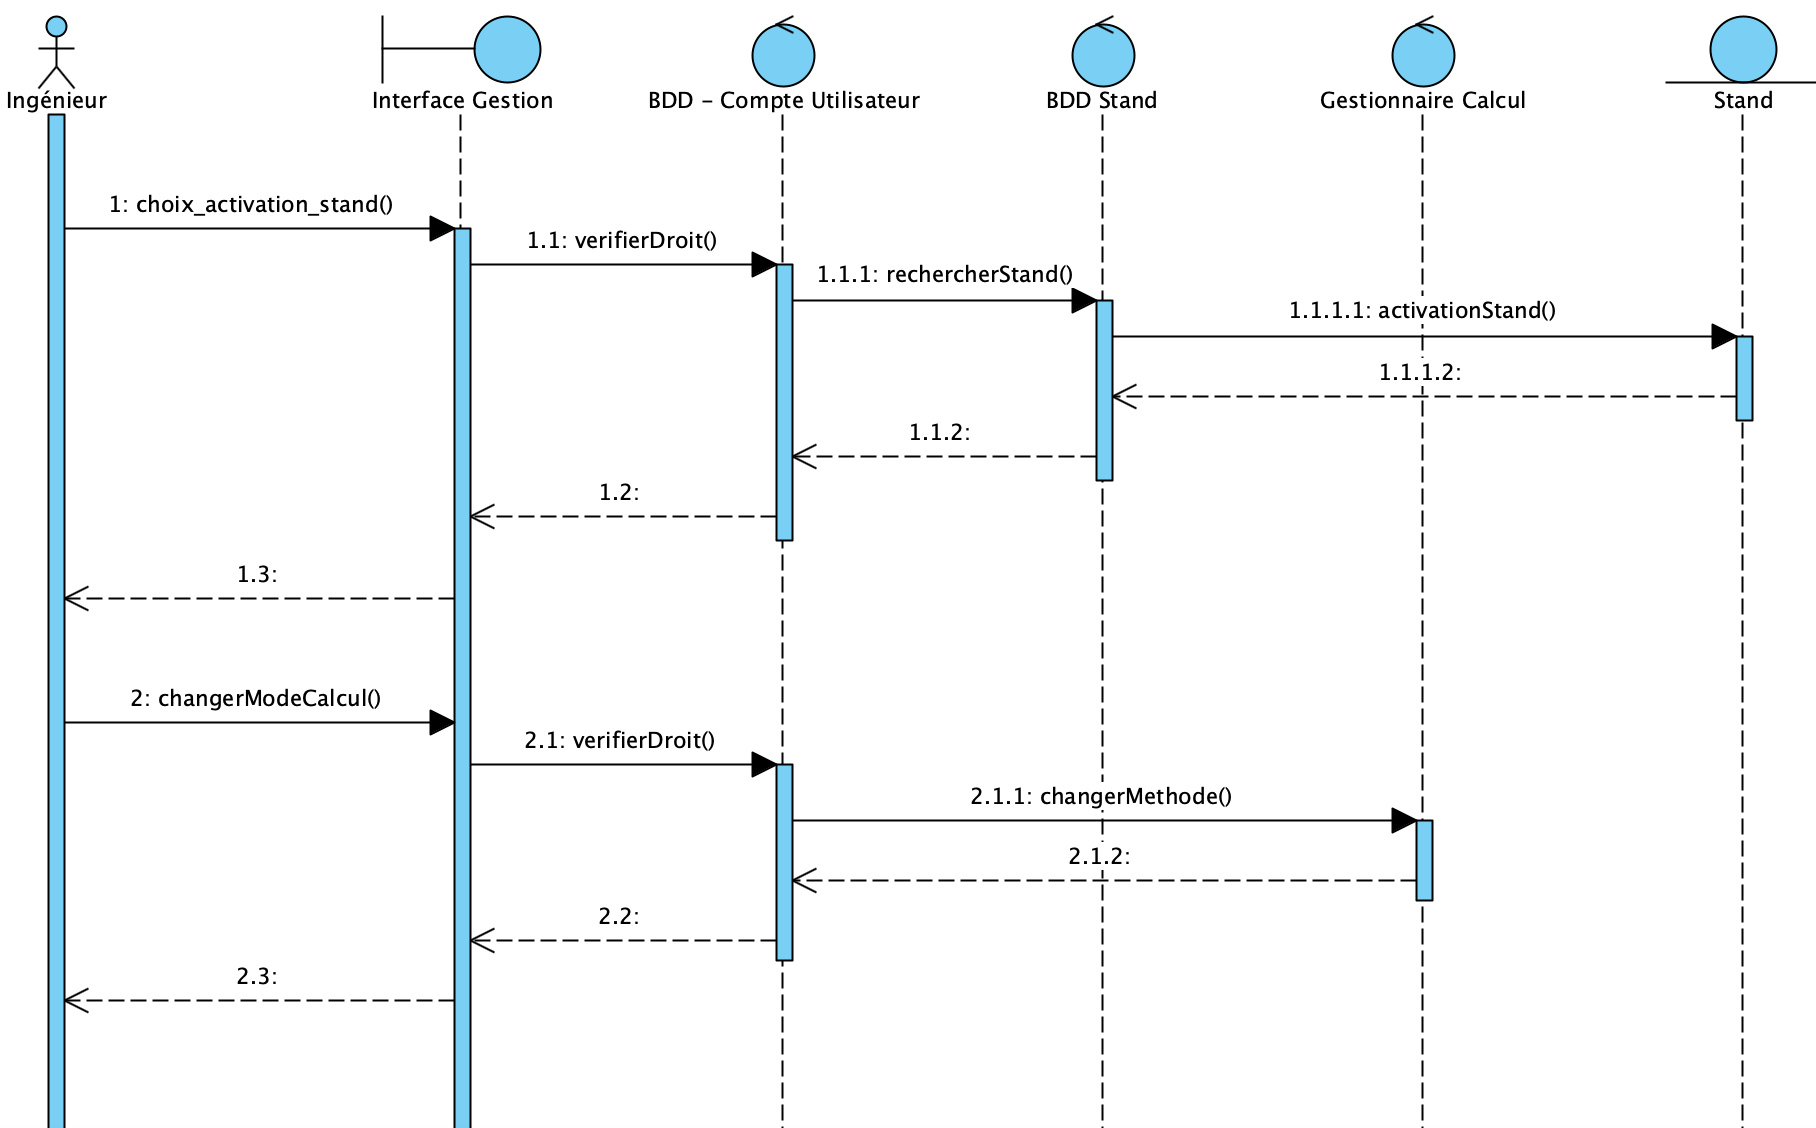 Ingénieur
Interface Gestion
BDD - Compte Utilisateur
BDD Stand
Gestionnaire Calcul
Stand
1: choix_activation_stand()
1.1: verifierDroit()
1.1.1: rechercherStand()
1.1.1.1: activationStand()
1.1.1.2:
1.1.2:
1.2:
1.3:
2: changerModeCalcul()
2.1: verifierDroit()
2.1.1: changerMethode()
2.1.2:
2.2:
2.3: